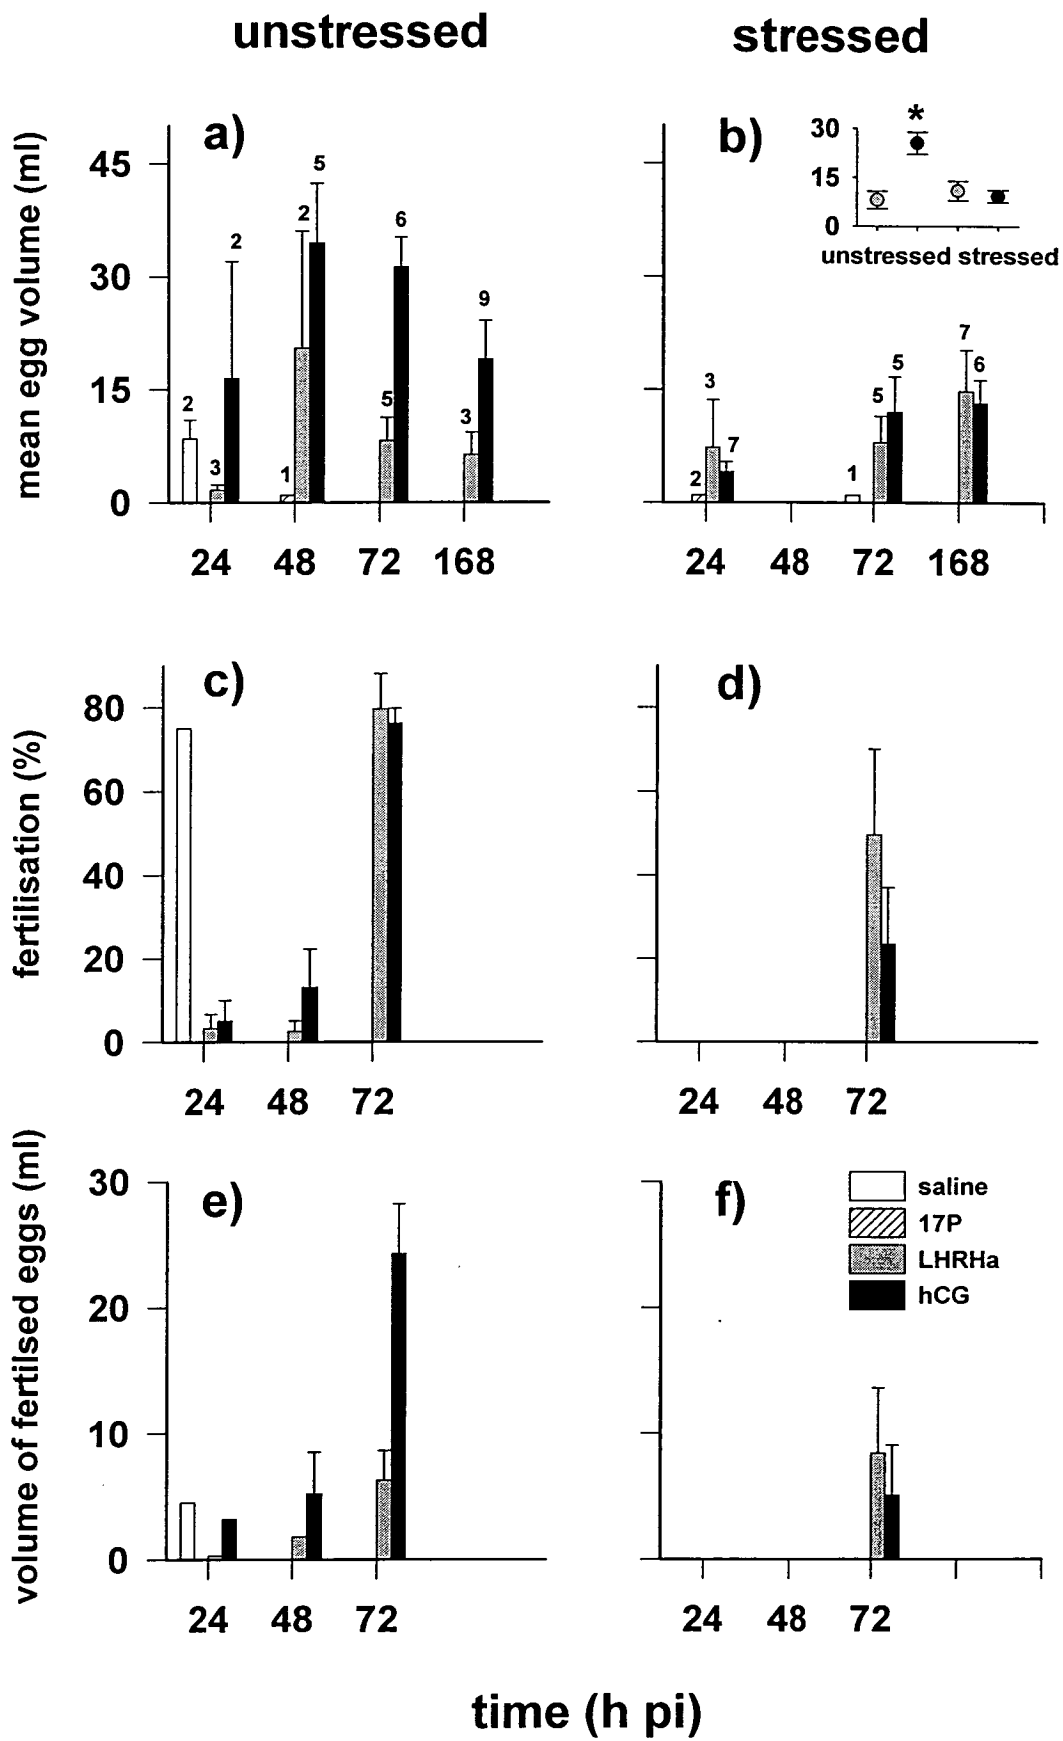 unstressed stressed
a) b)
mean egg volume (ml)
45
30
15
0
2 3 2 1 2 5 5 6 3 9
24 48 72 168
*
30
15
0
unstressed stressed
2 3 7 1 5 5 7 6
24 48 72 168
c) d)
fertilisation (%)
80
60
40
20
0
24 48 72
24 48 72
e) f)
volume of fertilsed eggs (ml)
30
20
10
0
24 48 72
saline
17P
LHRHa
hCG
24 48 72
time (h pi)